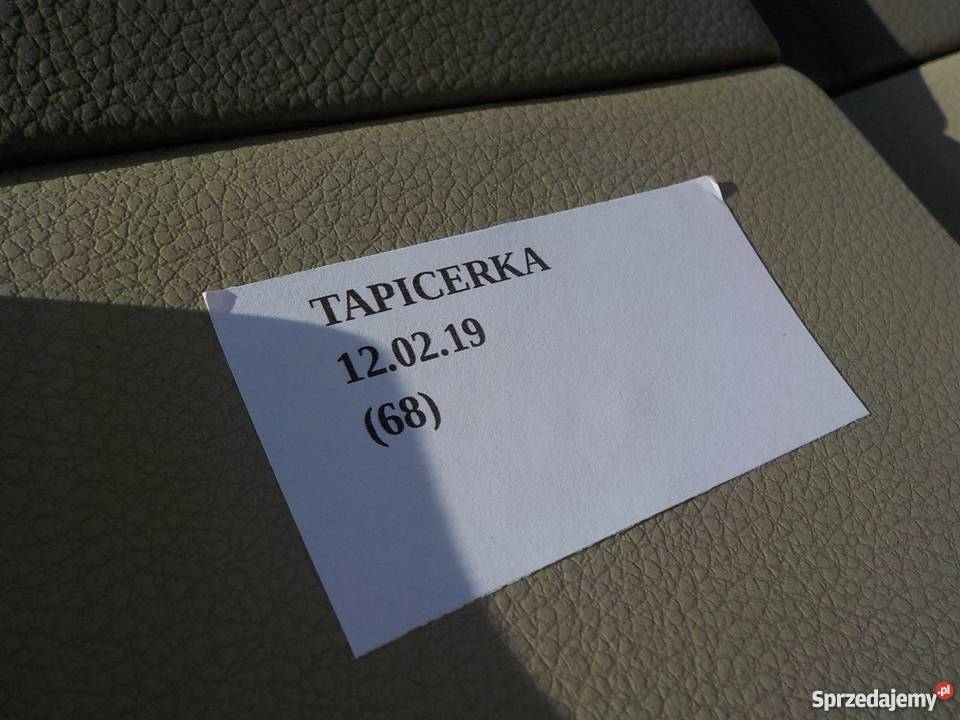 TAPICERKA
12.02.19
(68)
Sprzedajemy.pl